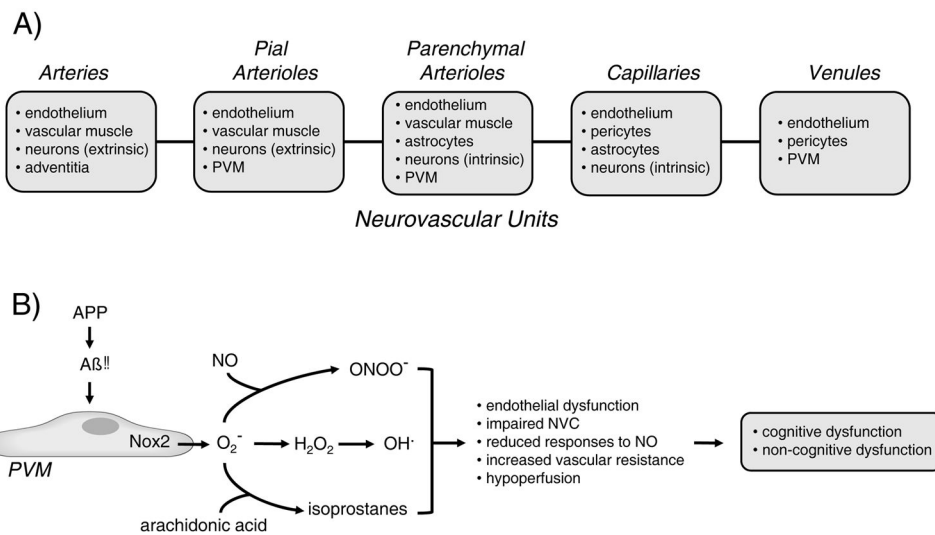 A)
Arteries
• endothelium
• vascular muscle
• neurons (extrinsic)
• adventitia
Pial
Arterioles
• endothelium
• vascular muscle
• neurons (extrinsic)
• PVM
Parenchymal
Arterioles
• endothelium
• vascular muscle
• astrocytes
• neurons (intrinsic)
• PVM
Capillaries
• endothelium
• pericytes
• astrocytes
• neurons (intrinsic)
Venules
• endothelium
• pericytes
• PVM
Neurovascular Units
B)
APP
Aß!!
Nox2
PVM
NO
ONOO⁻
O₂⁻
H₂O₂
OH·
arachidonic acid
isoprostanes
• endothelial dysfunction
• impaired NVC
• reduced responses to NO
• increased vascular resistance
• hypoperfusion
• cognitive dysfunction
• non-cognitive dysfunction